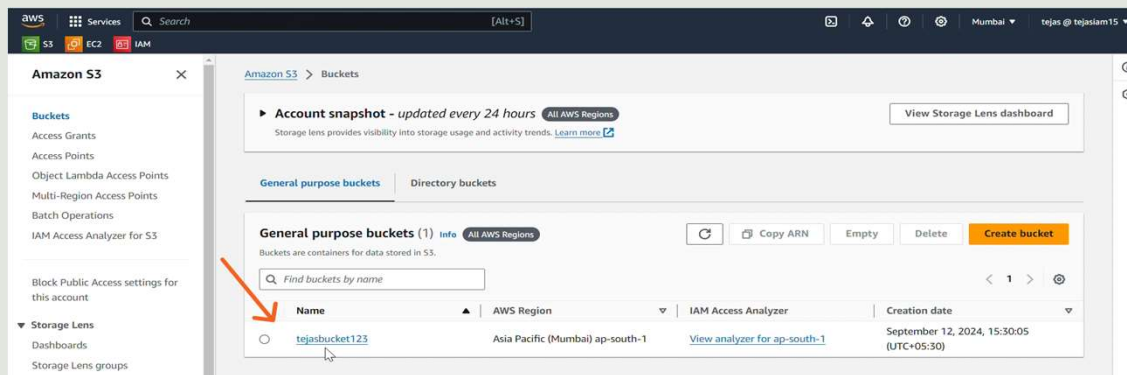 aws Services Search [Alt+S] Mumbai ▼ tejas @ tejasiam15 ▼
S3 EC2 IAM
Amazon S3
Buckets
Access Grants
Access Points
Object Lambda Access Points
Multi-Region Access Points
Batch Operations
IAM Access Analyzer for S3
Block Public Access settings for
this account
▼ Storage Lens
Dashboards
Storage Lens groups
Amazon S3 > Buckets
▶ Account snapshot - updated every 24 hours All AWS Regions
Storage lens provides visibility into storage usage and activity trends. Learn more
View Storage Lens dashboard
General purpose buckets Directory buckets
General purpose buckets (1) Info All AWS Regions
Buckets are containers for data stored in S3.
Copy ARN Empty Delete Create bucket
Find buckets by name
< 1 >
Name ▲ AWS Region ▽ IAM Access Analyzer Creation date ▽
tejasbucket123 Asia Pacific (Mumbai) ap-south-1 View analyzer for ap-south-1 September 12, 2024, 15:30:05
(UTC+05:30)